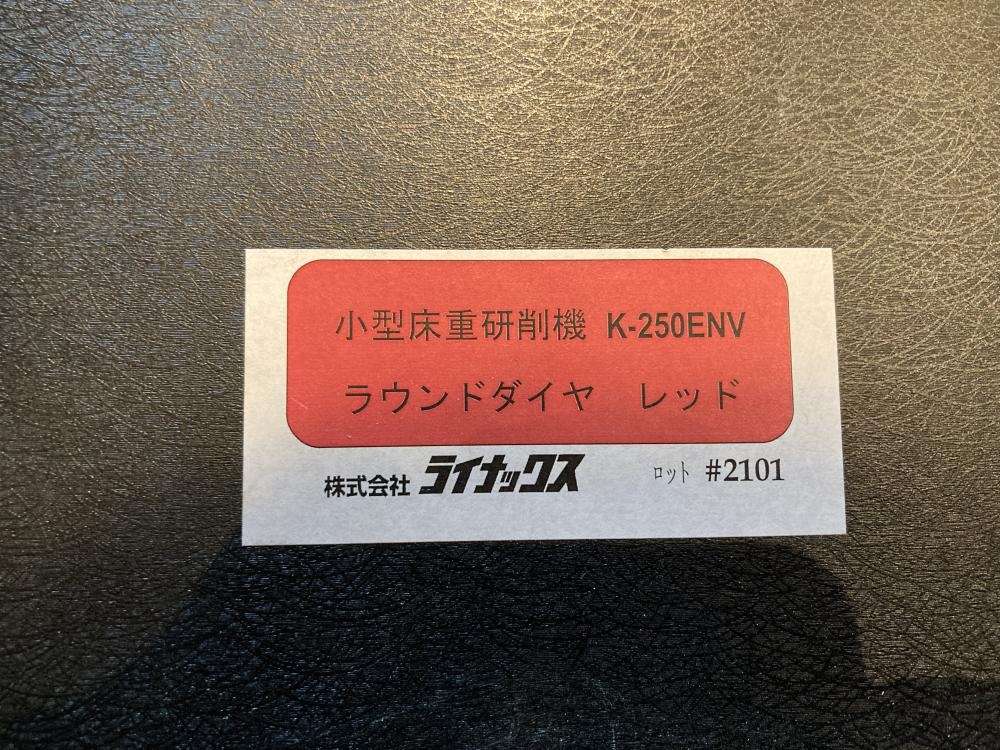 小型床重研削機 K-250ENV
ラウンドダイヤ レッド
株式会社 ライナックス ロット #2101